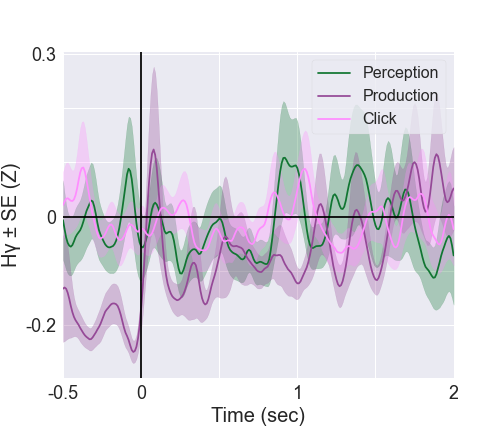 0.3
Perception
Production
Click
Hγ ± SE (Z)
0
-0.2
-0.5
0
1
2
Time (sec)